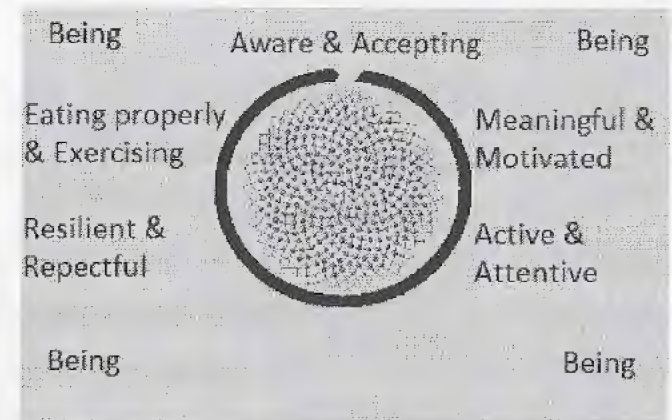 Being
Aware & Accepting
Being
Eating properly
& Exercising
Meaningful &
Motivated
Resilient &
Repectful
Active &
Attentive
Being
Being